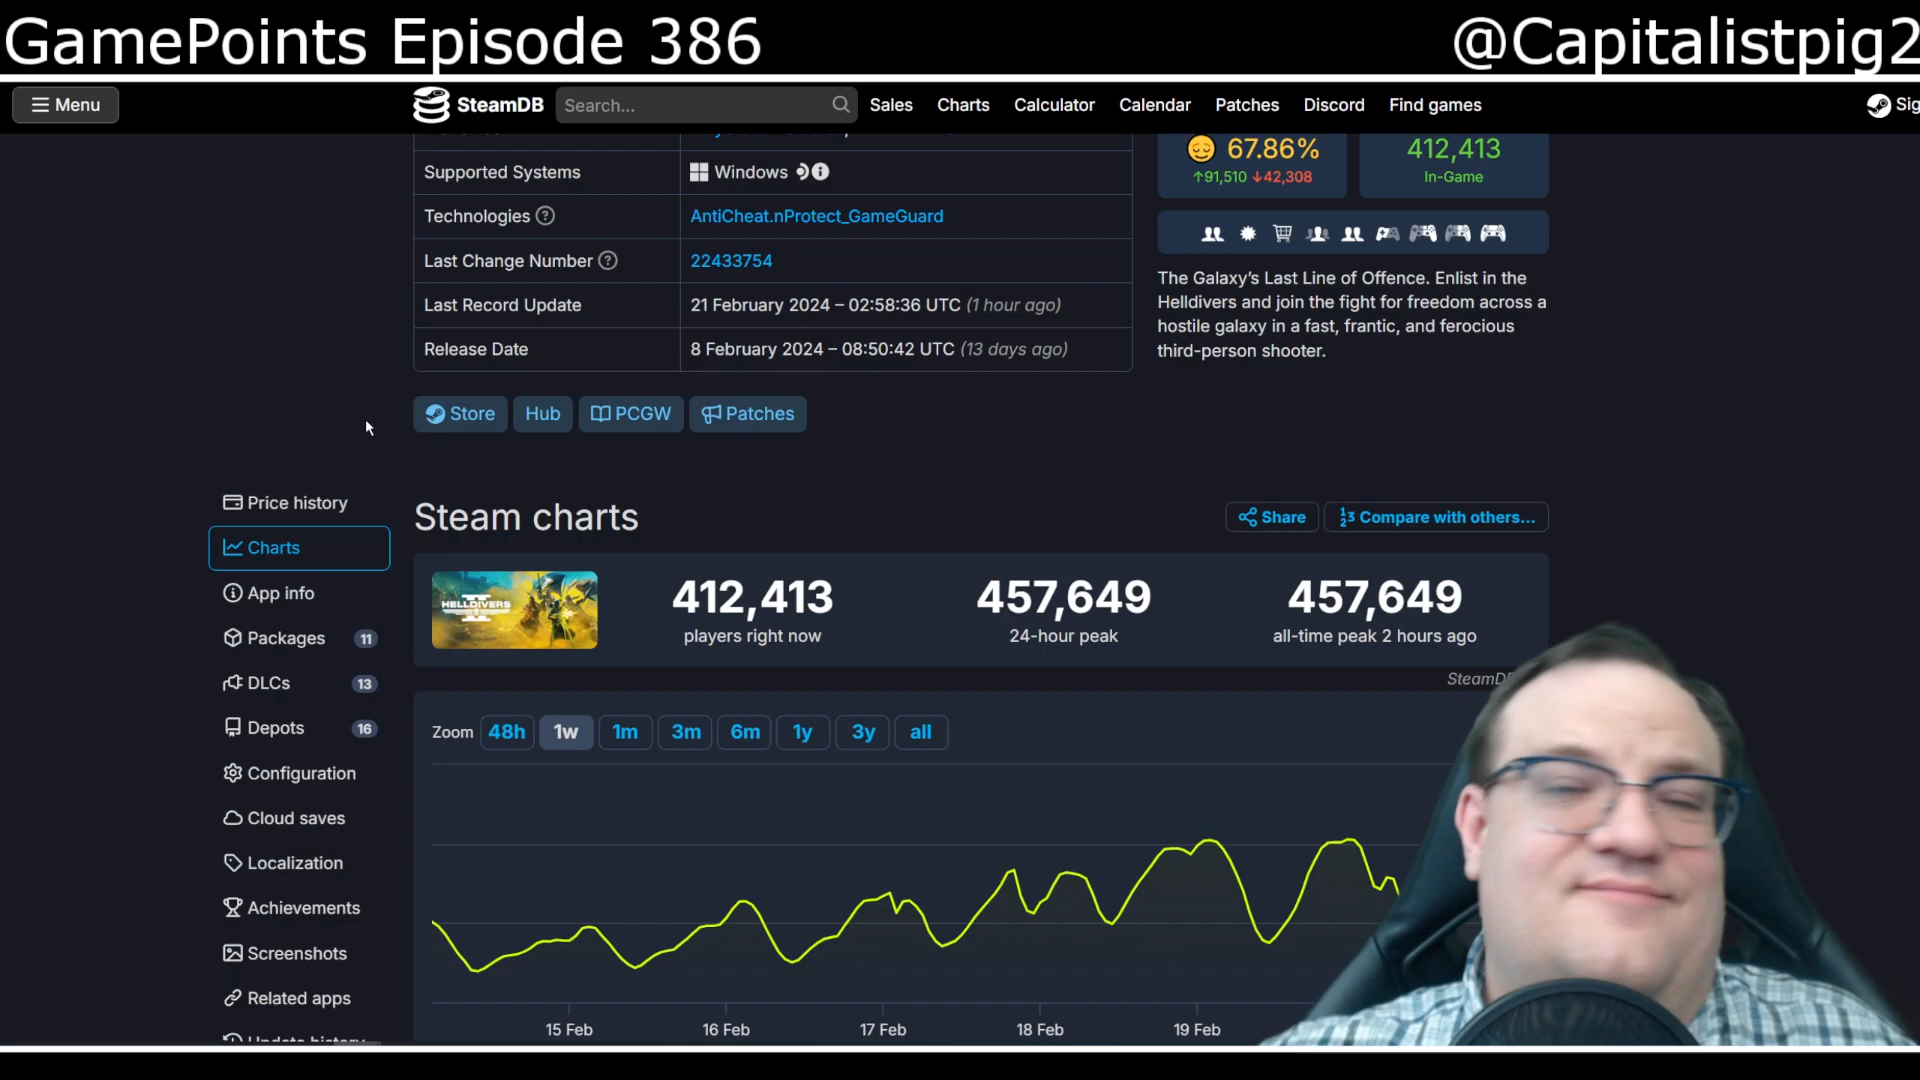 GamePoints Episode 386
@Capitalistpig2
Menu
SteamDB
Search...
Sales
Charts
Calculator
Calendar
Patches
Discord
Find games
Sig
Supported Systems
Windows
Technologies
AntiCheat.nProtect_GameGuard
Last Change Number
22433754
Last Record Update
21 February 2024 – 02:58:36 UTC (1 hour ago)
Release Date
8 February 2024 – 08:50:42 UTC (13 days ago)
67.86%
↑91,510 ↓42,308
412,413
In-Game
The Galaxy’s Last Line of Offence. Enlist in the
Helldivers and join the fight for freedom across a
hostile galaxy in a fast, frantic, and ferocious
third-person shooter.
Store
Hub
PCGW
Patches
Price history
Charts
App info
Packages 11
DLCs 13
Depots 16
Configuration
Cloud saves
Localization
Achievements
Screenshots
Related apps
Update history
Steam charts
Share
Compare with others...
HELLDIVERS
II
412,413
players right now
457,649
24-hour peak
457,649
all-time peak 2 hours ago
Zoom 48h 1w 1m 3m 6m 1y 3y all
15 Feb
16 Feb
17 Feb
18 Feb
19 Feb